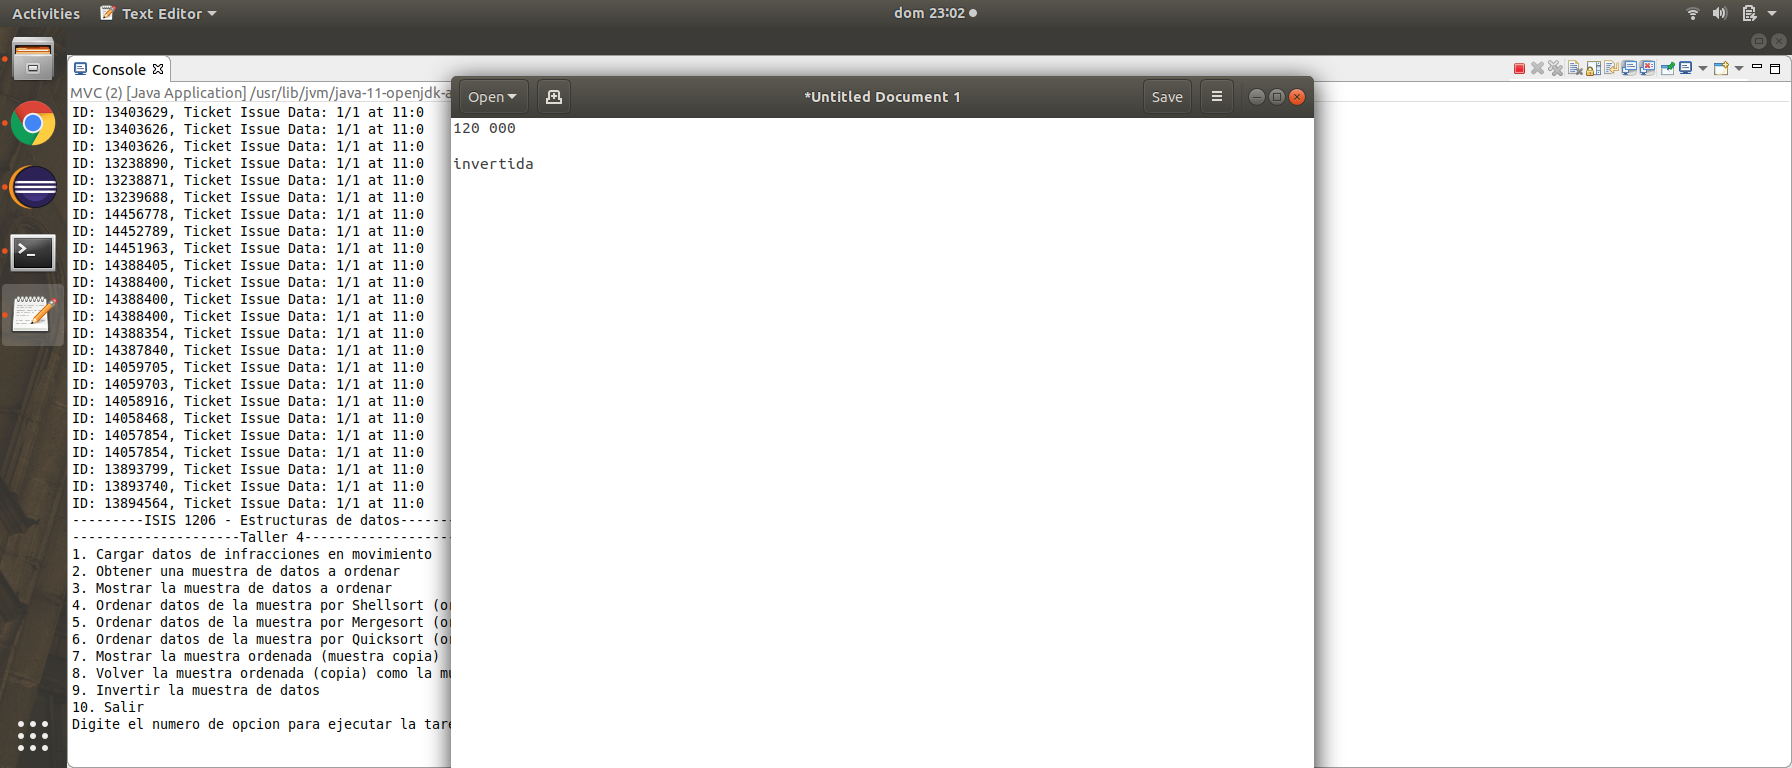 Activities Text Editor dom 23:02
Console
MVC (2) [Java Application] /usr/lib/jvm/java-11-openjdk-a
ID: 13403629, Ticket Issue Data: 1/1 at 11:0
ID: 13403626, Ticket Issue Data: 1/1 at 11:0
ID: 13403626, Ticket Issue Data: 1/1 at 11:0
ID: 13238890, Ticket Issue Data: 1/1 at 11:0
ID: 13238871, Ticket Issue Data: 1/1 at 11:0
ID: 13239688, Ticket Issue Data: 1/1 at 11:0
ID: 14456778, Ticket Issue Data: 1/1 at 11:0
ID: 14452789, Ticket Issue Data: 1/1 at 11:0
ID: 14451963, Ticket Issue Data: 1/1 at 11:0
ID: 14388405, Ticket Issue Data: 1/1 at 11:0
ID: 14388400, Ticket Issue Data: 1/1 at 11:0
ID: 14388400, Ticket Issue Data: 1/1 at 11:0
ID: 14388400, Ticket Issue Data: 1/1 at 11:0
ID: 14388354, Ticket Issue Data: 1/1 at 11:0
ID: 14387840, Ticket Issue Data: 1/1 at 11:0
ID: 14059705, Ticket Issue Data: 1/1 at 11:0
ID: 14059703, Ticket Issue Data: 1/1 at 11:0
ID: 14058916, Ticket Issue Data: 1/1 at 11:0
ID: 14058468, Ticket Issue Data: 1/1 at 11:0
ID: 14057854, Ticket Issue Data: 1/1 at 11:0
ID: 14057854, Ticket Issue Data: 1/1 at 11:0
ID: 13893799, Ticket Issue Data: 1/1 at 11:0
ID: 13893740, Ticket Issue Data: 1/1 at 11:0
ID: 13894564, Ticket Issue Data: 1/1 at 11:0
---------ISIS 1206 - Estructuras de datos-------
---------------------Taller 4-------------------
1. Cargar datos de infracciones en movimiento
2. Obtener una muestra de datos a ordenar
3. Mostrar la muestra de datos a ordenar
4. Ordenar datos de la muestra por Shellsort (or
5. Ordenar datos de la muestra por Mergesort (or
6. Ordenar datos de la muestra por Quicksort (or
7. Mostrar la muestra ordenada (muestra copia)
8. Volver la muestra ordenada (copia) como la mu
9. Invertir la muestra de datos
10. Salir
Digite el numero de opcion para ejecutar la tare
Open *Untitled Document 1 Save
120 000
invertida